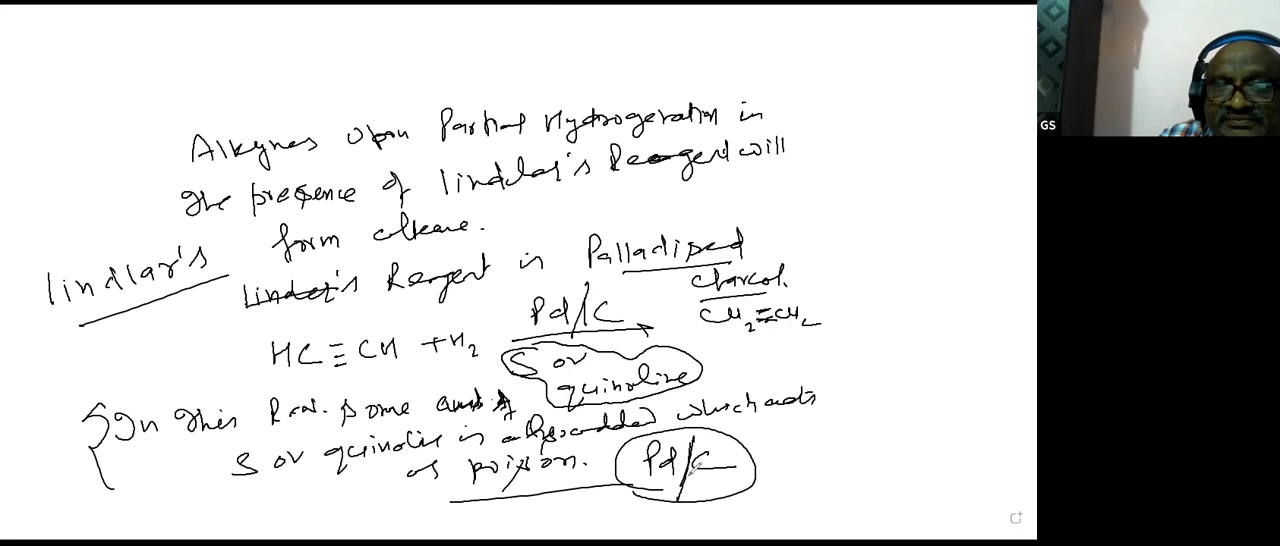 Alkynes Upon Partial Hydrogenation in
the presence of lindlar's Reagent will
form alkene.
lindlar's
Reagent is Palladised
charcol.
HC≡CH + H₂ Pd/C CH₂=CH₂
S or
quinoline
In this Rxn. some amt of
S or quinoline is also added which acts
as poison. Pd/C
GS